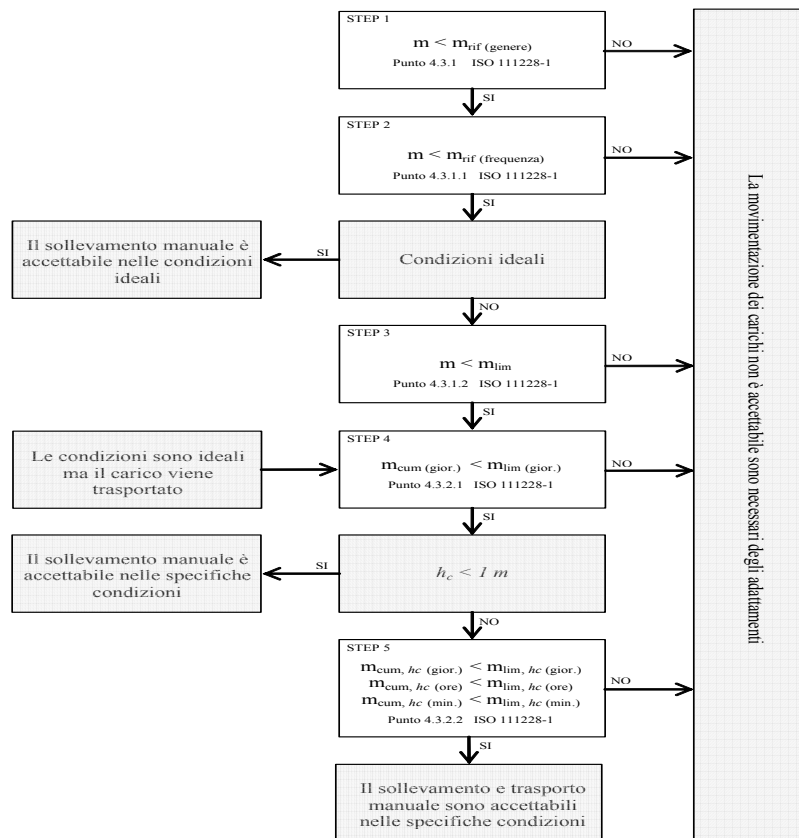 STEP 1
m < mrif (genere)
Punto 4.3.1 ISO 111228-1
NO
SI
STEP 2
m < mrif (frequenza)
Punto 4.3.1.1 ISO 111228-1
NO
SI
Il sollevamento manuale è
accettabile nelle condizioni
ideali
SI
Condizioni ideali
NO
STEP 3
m < mlim
Punto 4.3.1.2 ISO 111228-1
NO
SI
Le condizioni sono ideali
ma il carico viene
trasportato
STEP 4
mcum (gior.) < mlim (gior.)
Punto 4.3.2.1 ISO 111228-1
NO
SI
Il sollevamento manuale è
accettabile nelle specifiche
condizioni
SI
hc < 1 m
NO
STEP 5
mcum, hc (gior.) < mlim, hc (gior.)
mcum, hc (ore) < mlim, hc (ore)
mcum, hc (min.) < mlim, hc (min.)
Punto 4.3.2.2 ISO 111228-1
NO
SI
Il sollevamento e trasporto
manuale sono accettabili
nelle specifiche condizioni
La movimentazione dei carichi non è accettabile sono necessari degli adattamenti